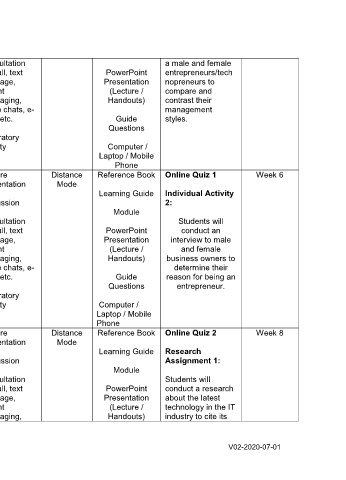 ultation
ll, text
age,
nt
aging,
chats, e-
etc.
ratory
ty
PowerPoint
Presentation
(Lecture /
Handouts)
Guide
Questions
Computer /
Laptop / Mobile
Phone
a male and female
entrepreneurs/tech
nopreneurs to
compare and
contrast their
management
styles.
re
entation
ussion
ultation
ll, text
age,
nt
aging,
chats, e-
etc.
ratory
ty
Distance
Mode
Reference Book
Learning Guide
Module
PowerPoint
Presentation
(Lecture /
Handouts)
Guide
Questions
Computer /
Laptop / Mobile
Phone
Online Quiz 1
Individual Activity
2:
Students will
conduct an
interview to male
and female
business owners to
determine their
reason for being an
entrepreneur.
Week 6
re
entation
ussion
ultation
ll, text
age,
nt
aging,
Distance
Mode
Reference Book
Learning Guide
Module
PowerPoint
Presentation
(Lecture /
Handouts)
Online Quiz 2
Research
Assignment 1:
Students will
conduct a research
about the latest
technology in the IT
industry to cite its
Week 8
V02-2020-07-01